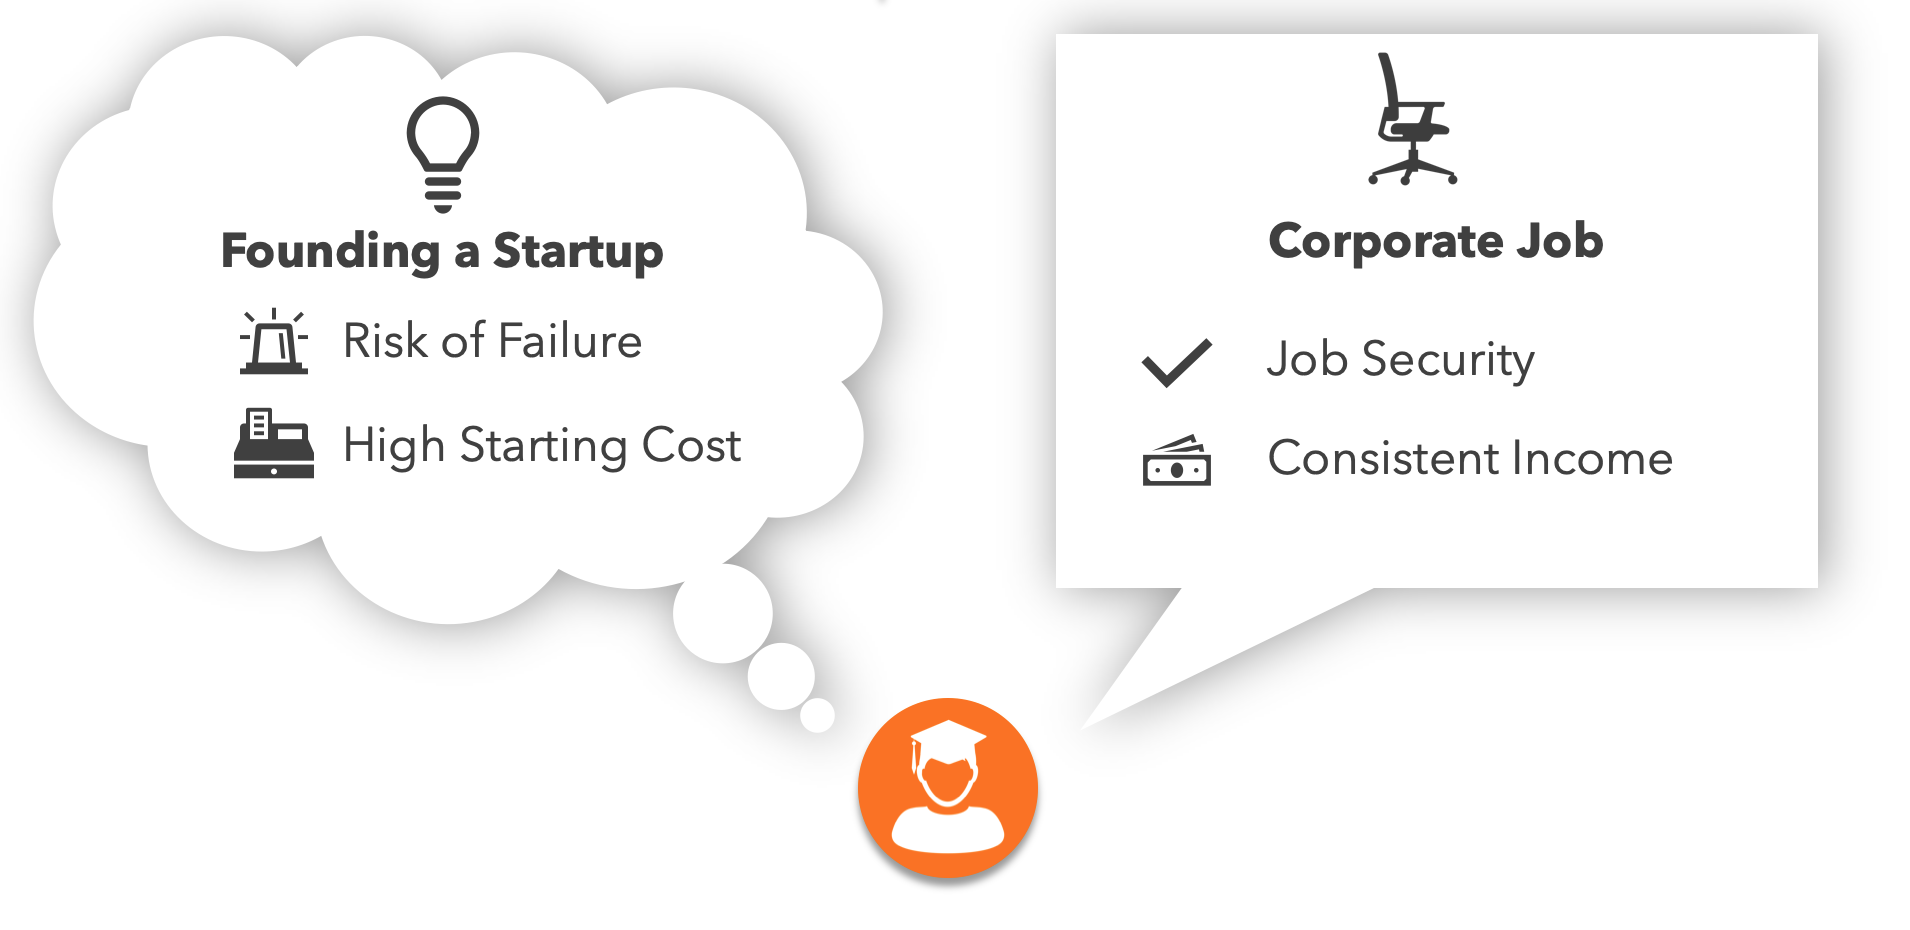 Founding a Startup
Risk of Failure
High Starting Cost
Corporate Job
Job Security
Consistent Income